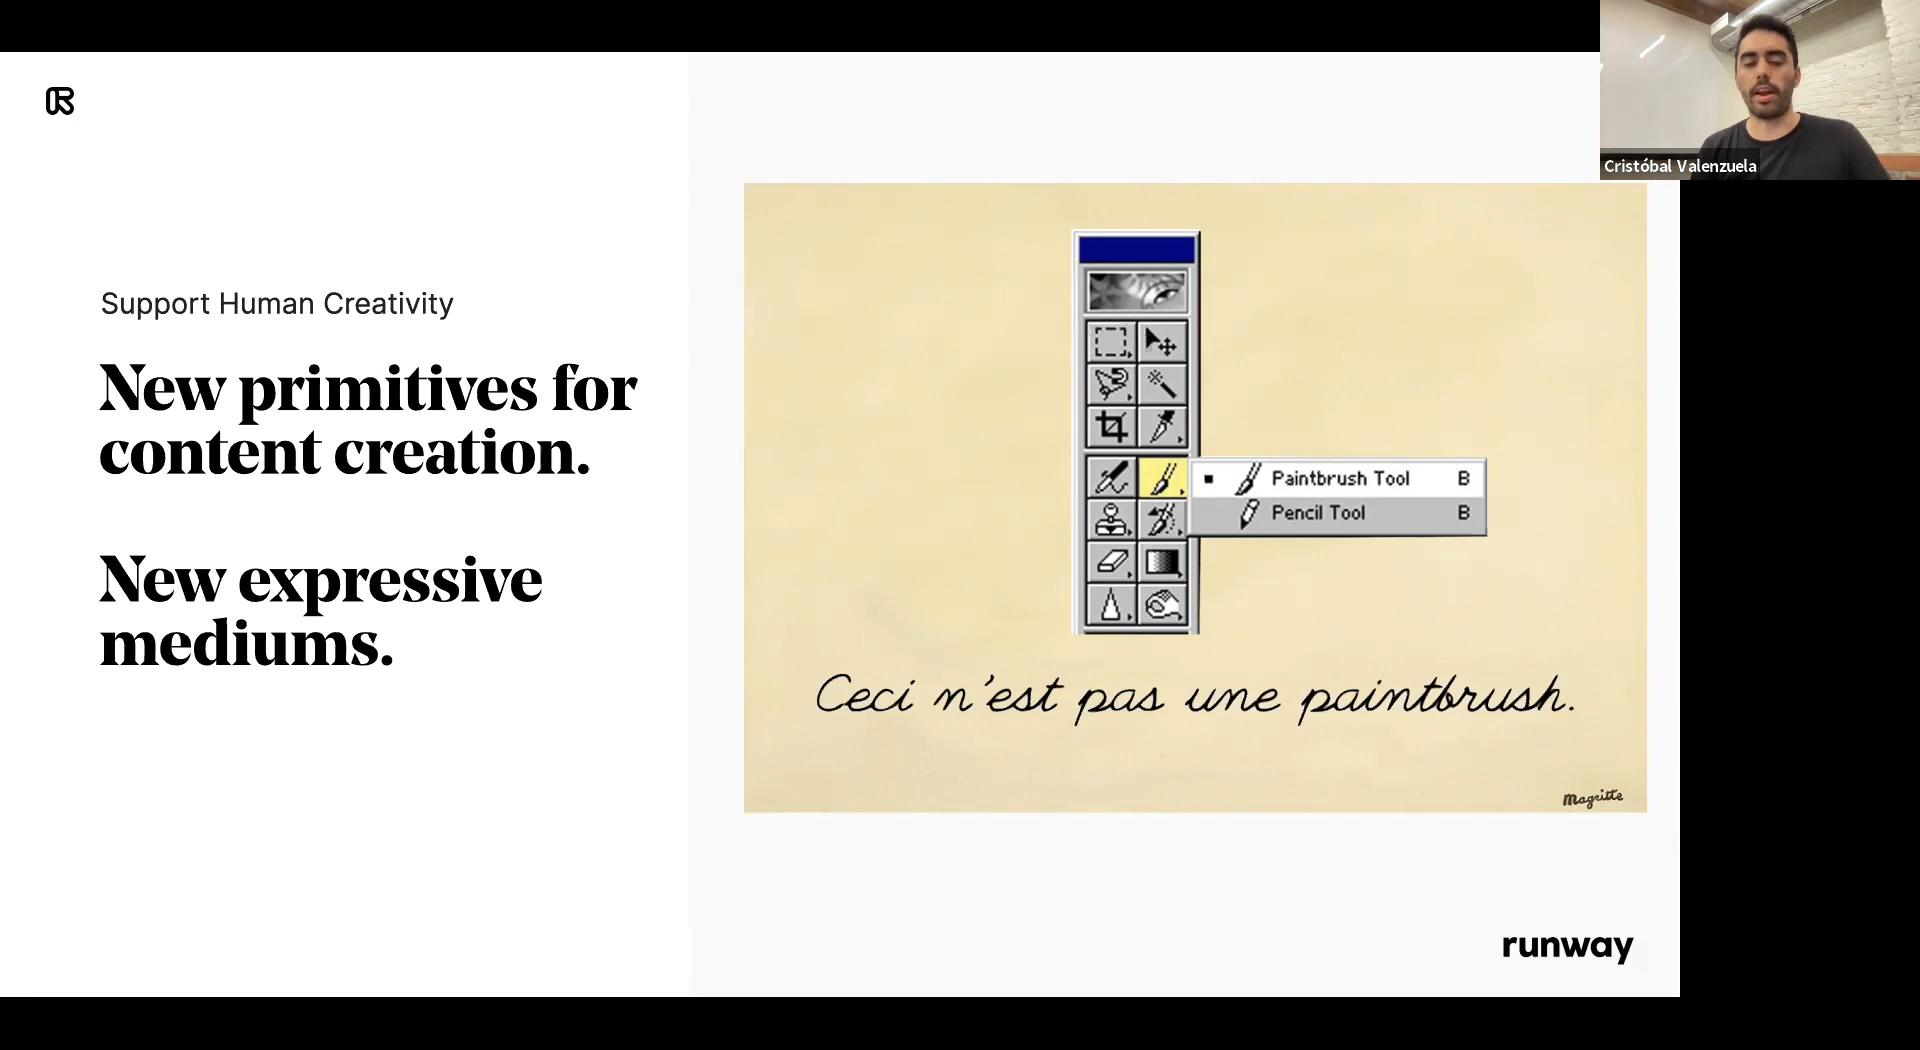 Cristóbal Valenzuela
Support Human Creativity
New primitives for
content creation.
New expressive
mediums.
Paintbrush Tool B
Pencil Tool B
Ceci n'est pas une paintbrush.
Magritte
runway